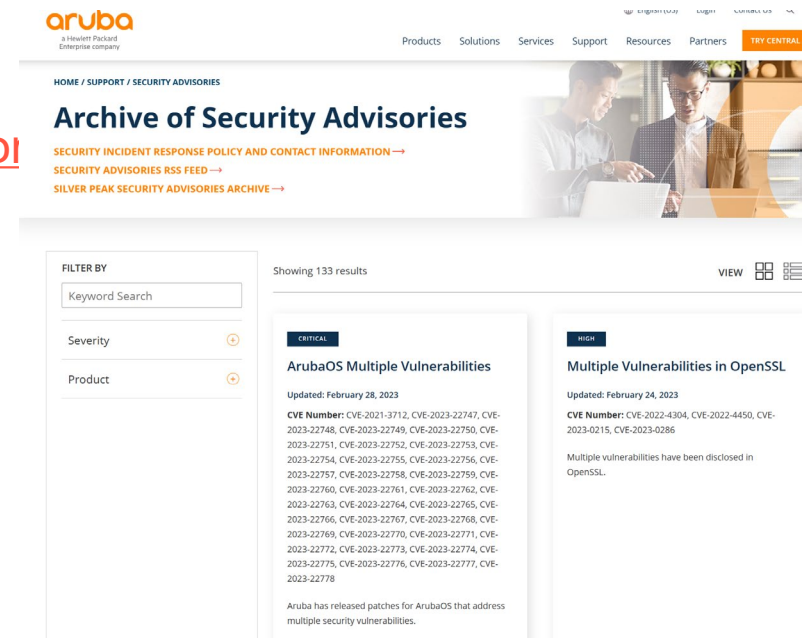 English (US) Login Contact Us
aruba
a Hewlett Packard
Enterprise company
Products Solutions Services Support Resources Partners TRY CENTRAL
HOME / SUPPORT / SECURITY ADVISORIES
Archive of Security Advisories
SECURITY INCIDENT RESPONSE POLICY AND CONTACT INFORMATION →
SECURITY ADVISORIES RSS FEED →
SILVER PEAK SECURITY ADVISORIES ARCHIVE →
FILTER BY
Keyword Search
Severity
Product
Showing 133 results
VIEW
CRITICAL
ArubaOS Multiple Vulnerabilities
Updated: February 28, 2023
CVE Number: CVE-2021-3712, CVE-2023-22747, CVE-
2023-22748, CVE-2023-22749, CVE-2023-22750, CVE-
2023-22751, CVE-2023-22752, CVE-2023-22753, CVE-
2023-22754, CVE-2023-22755, CVE-2023-22756, CVE-
2023-22757, CVE-2023-22758, CVE-2023-22759, CVE-
2023-22760, CVE-2023-22761, CVE-2023-22762, CVE-
2023-22763, CVE-2023-22764, CVE-2023-22765, CVE-
2023-22766, CVE-2023-22767, CVE-2023-22768, CVE-
2023-22769, CVE-2023-22770, CVE-2023-22771, CVE-
2023-22772, CVE-2023-22773, CVE-2023-22774, CVE-
2023-22775, CVE-2023-22776, CVE-2023-22777, CVE-
2023-22778
Aruba has released patches for ArubaOS that address
multiple security vulnerabilities.
HIGH
Multiple Vulnerabilities in OpenSSL
Updated: February 24, 2023
CVE Number: CVE-2022-4304, CVE-2022-4450, CVE-
2023-0215, CVE-2023-0286
Multiple vulnerabilities have been disclosed in
OpenSSL.